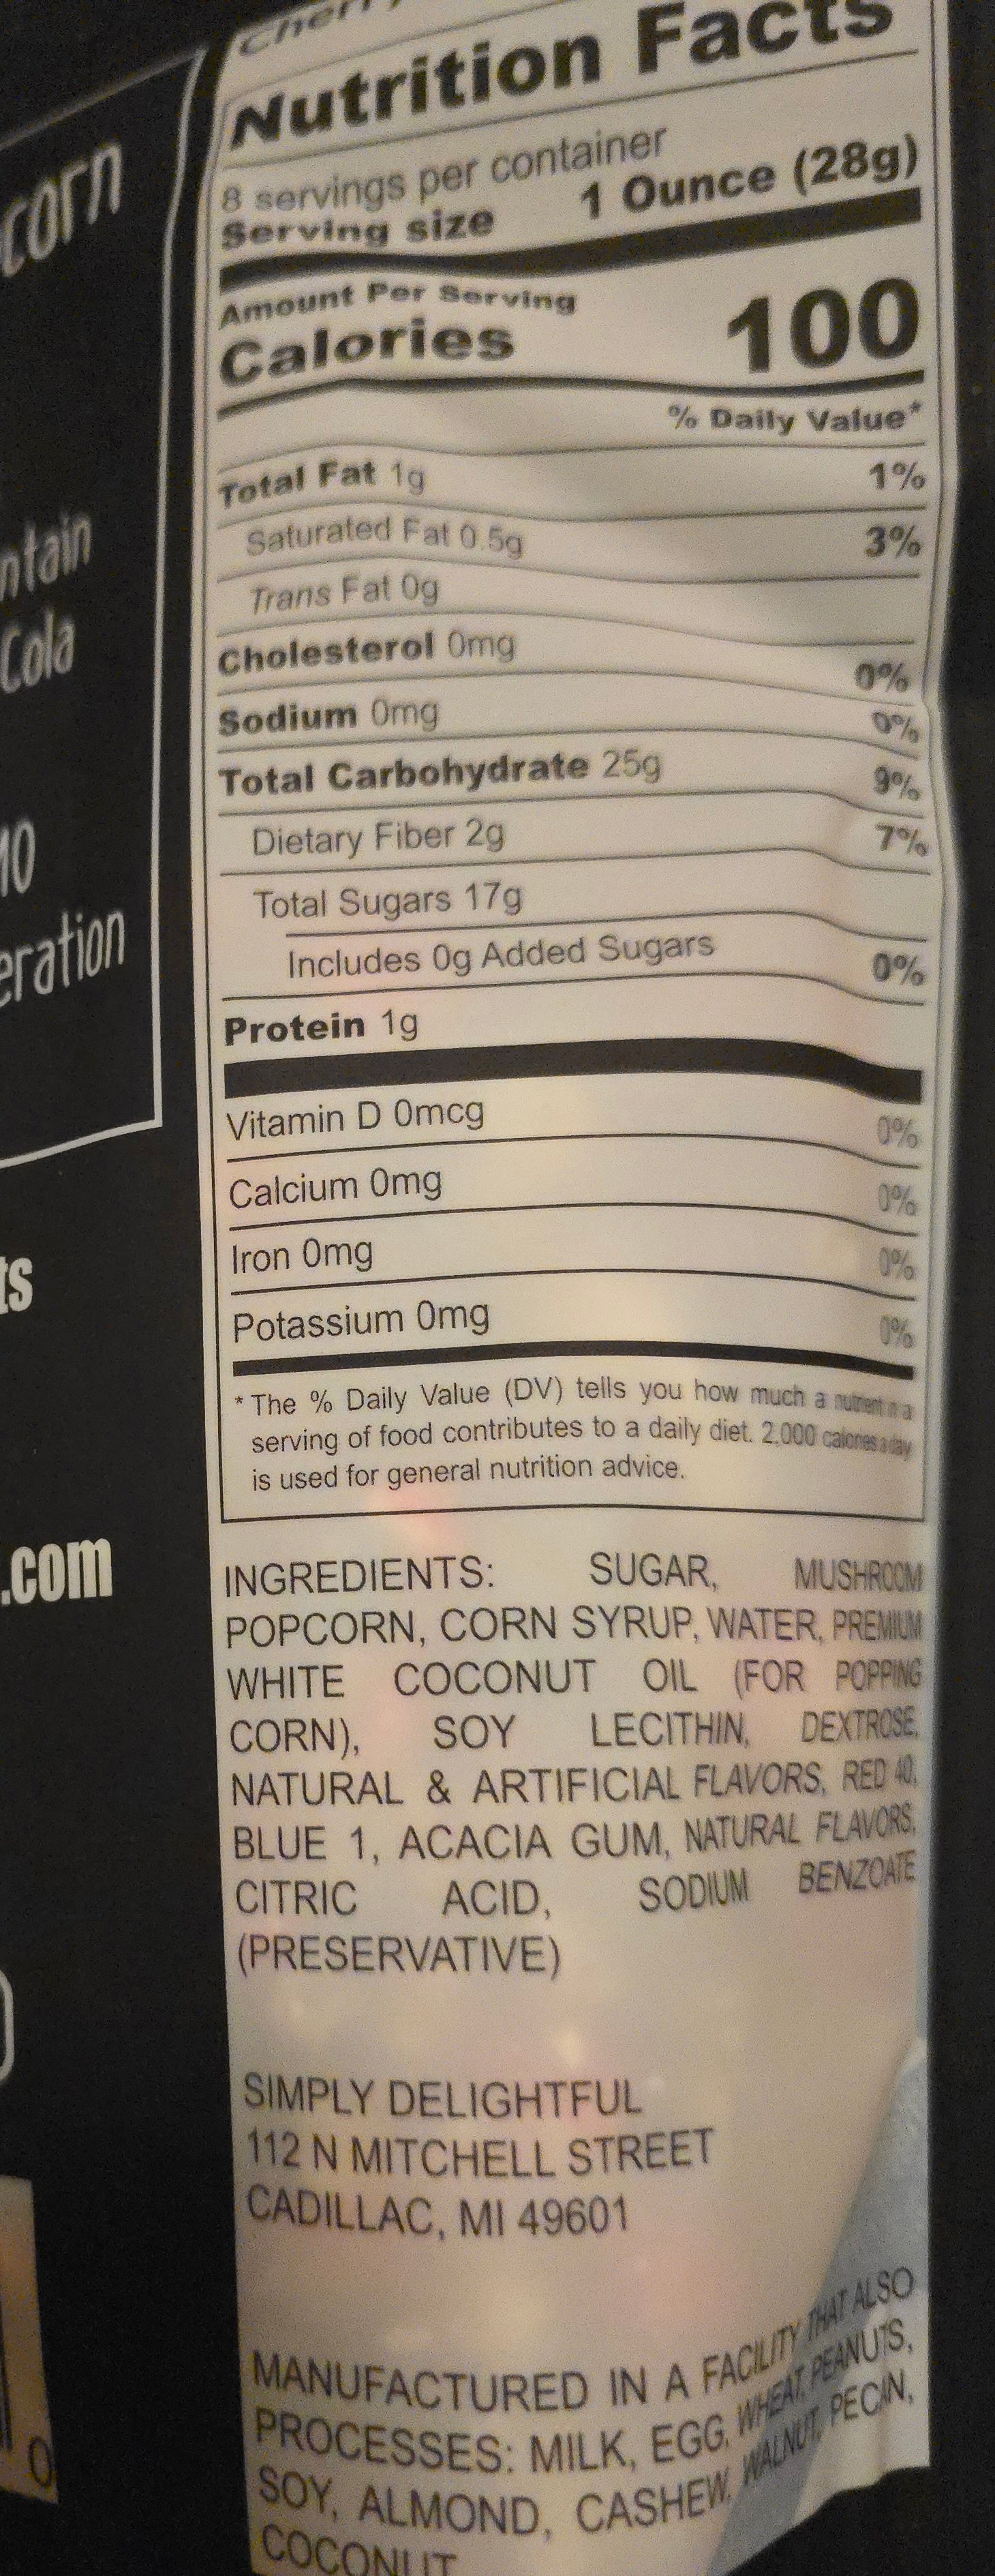 Cherry
Nutrition Facts
8 servings per container
Serving size 1 Ounce (28g)
Amount Per Serving
Calories 100
% Daily Value*
Total Fat 1g 1%
Saturated Fat 0.5g 3%
Trans Fat 0g
Cholesterol 0mg 0%
Sodium 0mg 0%
Total Carbohydrate 25g 9%
Dietary Fiber 2g 7%
Total Sugars 17g
Includes 0g Added Sugars 0%
Protein 1g
Vitamin D 0mcg 0%
Calcium 0mg 0%
Iron 0mg 0%
Potassium 0mg 0%
* The % Daily Value (DV) tells you how much a nutrient in a
serving of food contributes to a daily diet. 2,000 calories a day
is used for general nutrition advice.
INGREDIENTS: SUGAR, MUSHROOM
POPCORN, CORN SYRUP, WATER, PREMIUM
WHITE COCONUT OIL (FOR POPPING
CORN), SOY LECITHIN, DEXTROSE,
NATURAL & ARTIFICIAL FLAVORS, RED 40,
BLUE 1, ACACIA GUM, NATURAL FLAVORS,
CITRIC ACID, SODIUM BENZOATE
(PRESERVATIVE)
SIMPLY DELIGHTFUL
112 N MITCHELL STREET
CADILLAC, MI 49601
MANUFACTURED IN A FACILITY THAT ALSO
PROCESSES: MILK, EGG, WHEAT, PEANUTS,
SOY, ALMOND, CASHEW, WALNUT, PECAN,
COCONUT
corn
ntain
Cola
10
eration
ts
.com
0